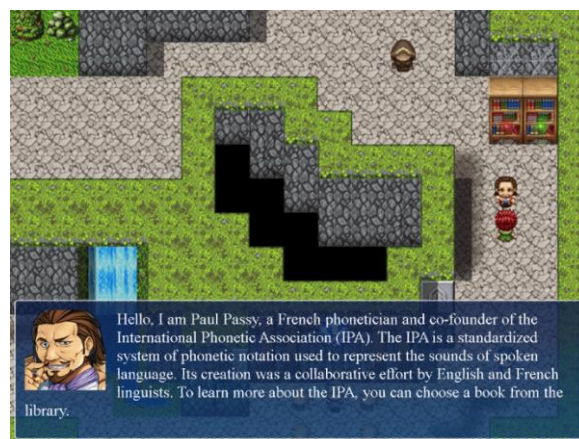 Hello, I am Paul Passy, a French phonetician and co-founder of the
International Phonetic Association (IPA). The IPA is a standardized
system of phonetic notation used to represent the sounds of spoken
language. Its creation was a collaborative effort by English and French
linguists. To learn more about the IPA, you can choose a book from the
library.